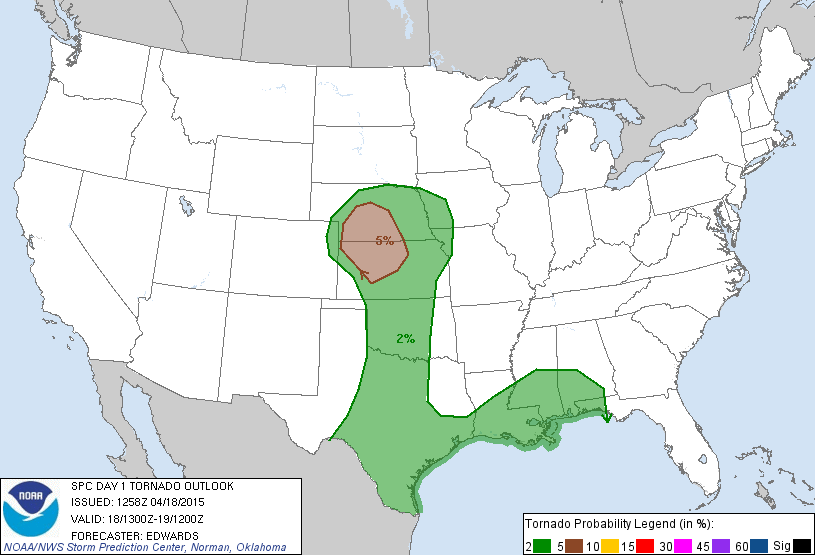 5%
2%
NOAA
SPC DAY 1 TORNADO OUTLOOK
ISSUED: 1258Z 04/18/2015
VALID: 18/1300Z-19/1200Z
FORECASTER: EDWARDS
NOAA/NWS Storm Prediction Center, Norman, Oklahoma
Tornado Probability Legend (in %):
2 5 10 15 30 45 60 Sig